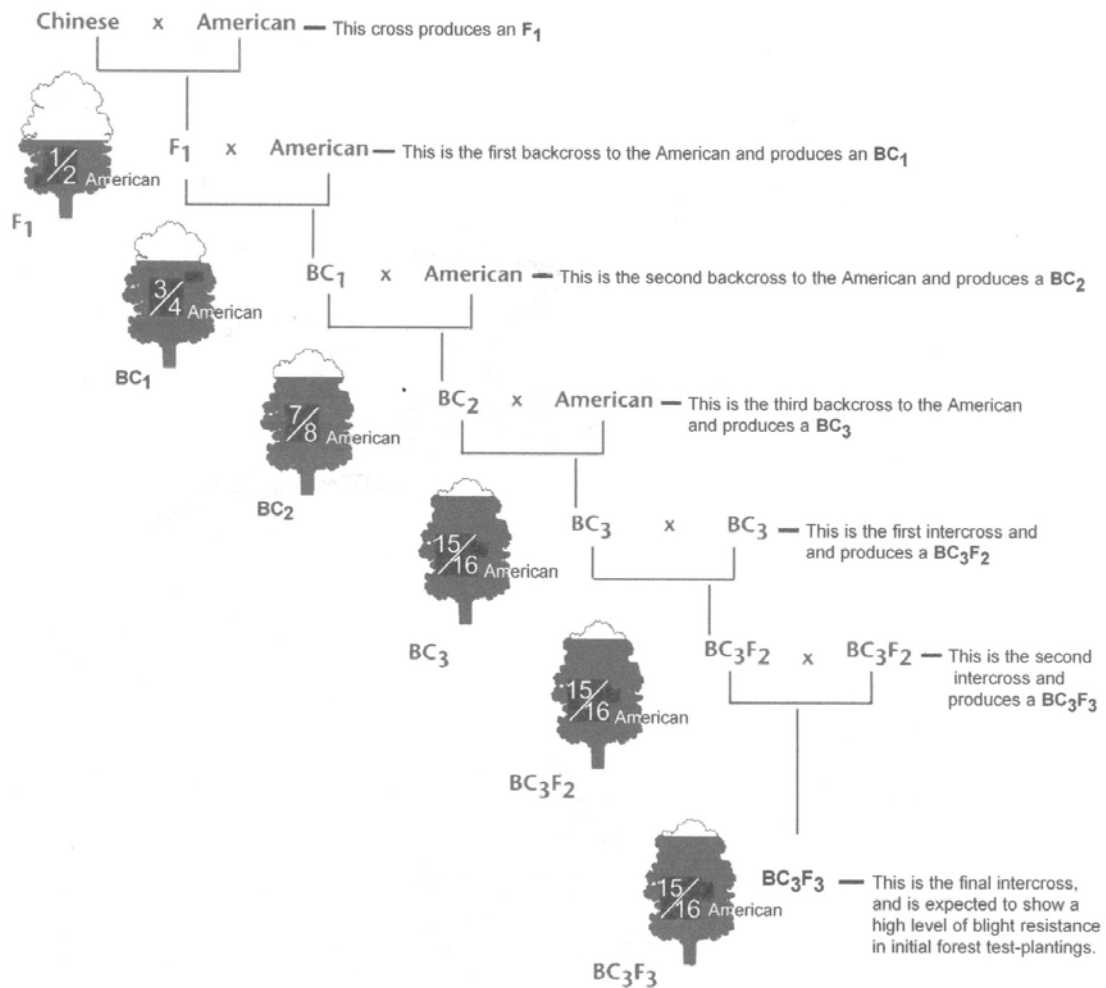 Chinese x American — This cross produces an F1
1/2 American
F1 x American — This is the first backcross to the American and produces an BC1
F1
3/4 American
BC1 x American — This is the second backcross to the American and produces a BC2
BC1
7/8 American
BC2 x American — This is the third backcross to the American
and produces a BC3
BC2
15/16 American
BC3 x BC3 — This is the first intercross and
and produces a BC3F2
BC3
15/16 American
BC3F2 x BC3F2 — This is the second
intercross and
produces a BC3F3
BC3F2
15/16 American
BC3F3 — This is the final intercross,
and is expected to show a
high level of blight resistance
in initial forest test-plantings.
BC3F3